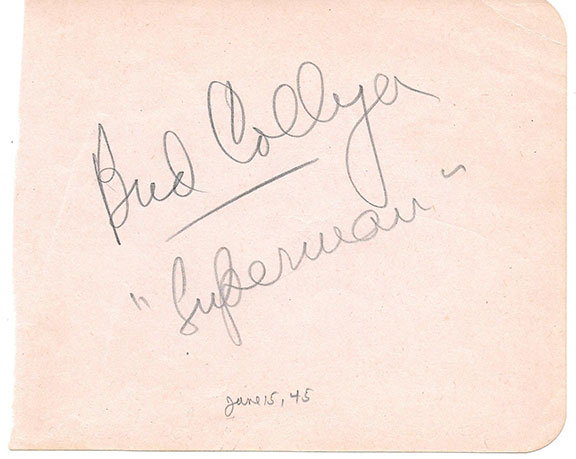 Bud Collyer
"Superman"
June 15, 45